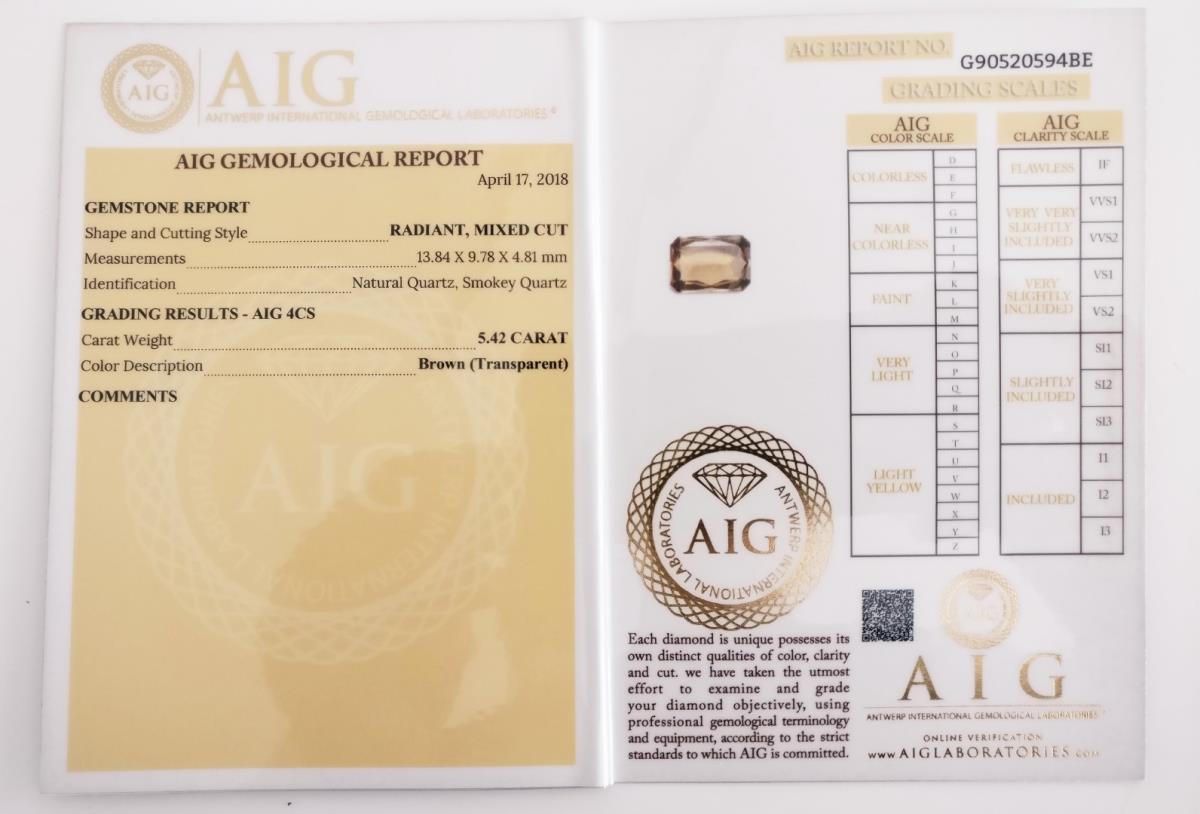 AIG
AIG
ANTWERP INTERNATIONAL GEMOLOGICAL LABORATORIES
AIG GEMOLOGICAL REPORT
April 17, 2018
GEMSTONE REPORT
Shape and Cutting Style RADIANT, MIXED CUT
Measurements 13.84 X 9.78 X 4.81 mm
Identification Natural Quartz, Smokey Quartz
GRADING RESULTS - AIG 4CS
Carat Weight 5.42 CARAT
Color Description Brown (Transparent)
COMMENTS
AIG
AIG REPORT NO. G90520594BE
GRADING SCALES
AIG
COLOR SCALE
COLORLESS
D
E
F
NEAR
COLORLESS
G
H
I
J
FAINT
K
L
M
VERY
LIGHT
N
O
P
Q
R
LIGHT
YELLOW
S
T
U
V
W
X
Y
Z
AIG
CLARITY SCALE
FLAWLESS
IF
VERY VERY
SLIGHTLY
INCLUDED
VVS1
VVS2
VERY
SLIGHTLY
INCLUDED
VS1
VS2
SLIGHTLY
INCLUDED
SI1
SI2
SI3
INCLUDED
I1
I2
I3
AIG
ANTWERP INTERNATIONAL LABORATORIES
Each diamond is unique possesses its
own distinct qualities of color, clarity
and cut. we have taken the utmost
effort to examine and grade
your diamond objectively, using
professional gemological terminology
and equipment, according to the strict
standards to which AIG is committed.
AIG
ANTWERP INTERNATIONAL GEMOLOGICAL LABORATORIES
ONLINE VERIFICATION
www.AIGLABORATORIES.com